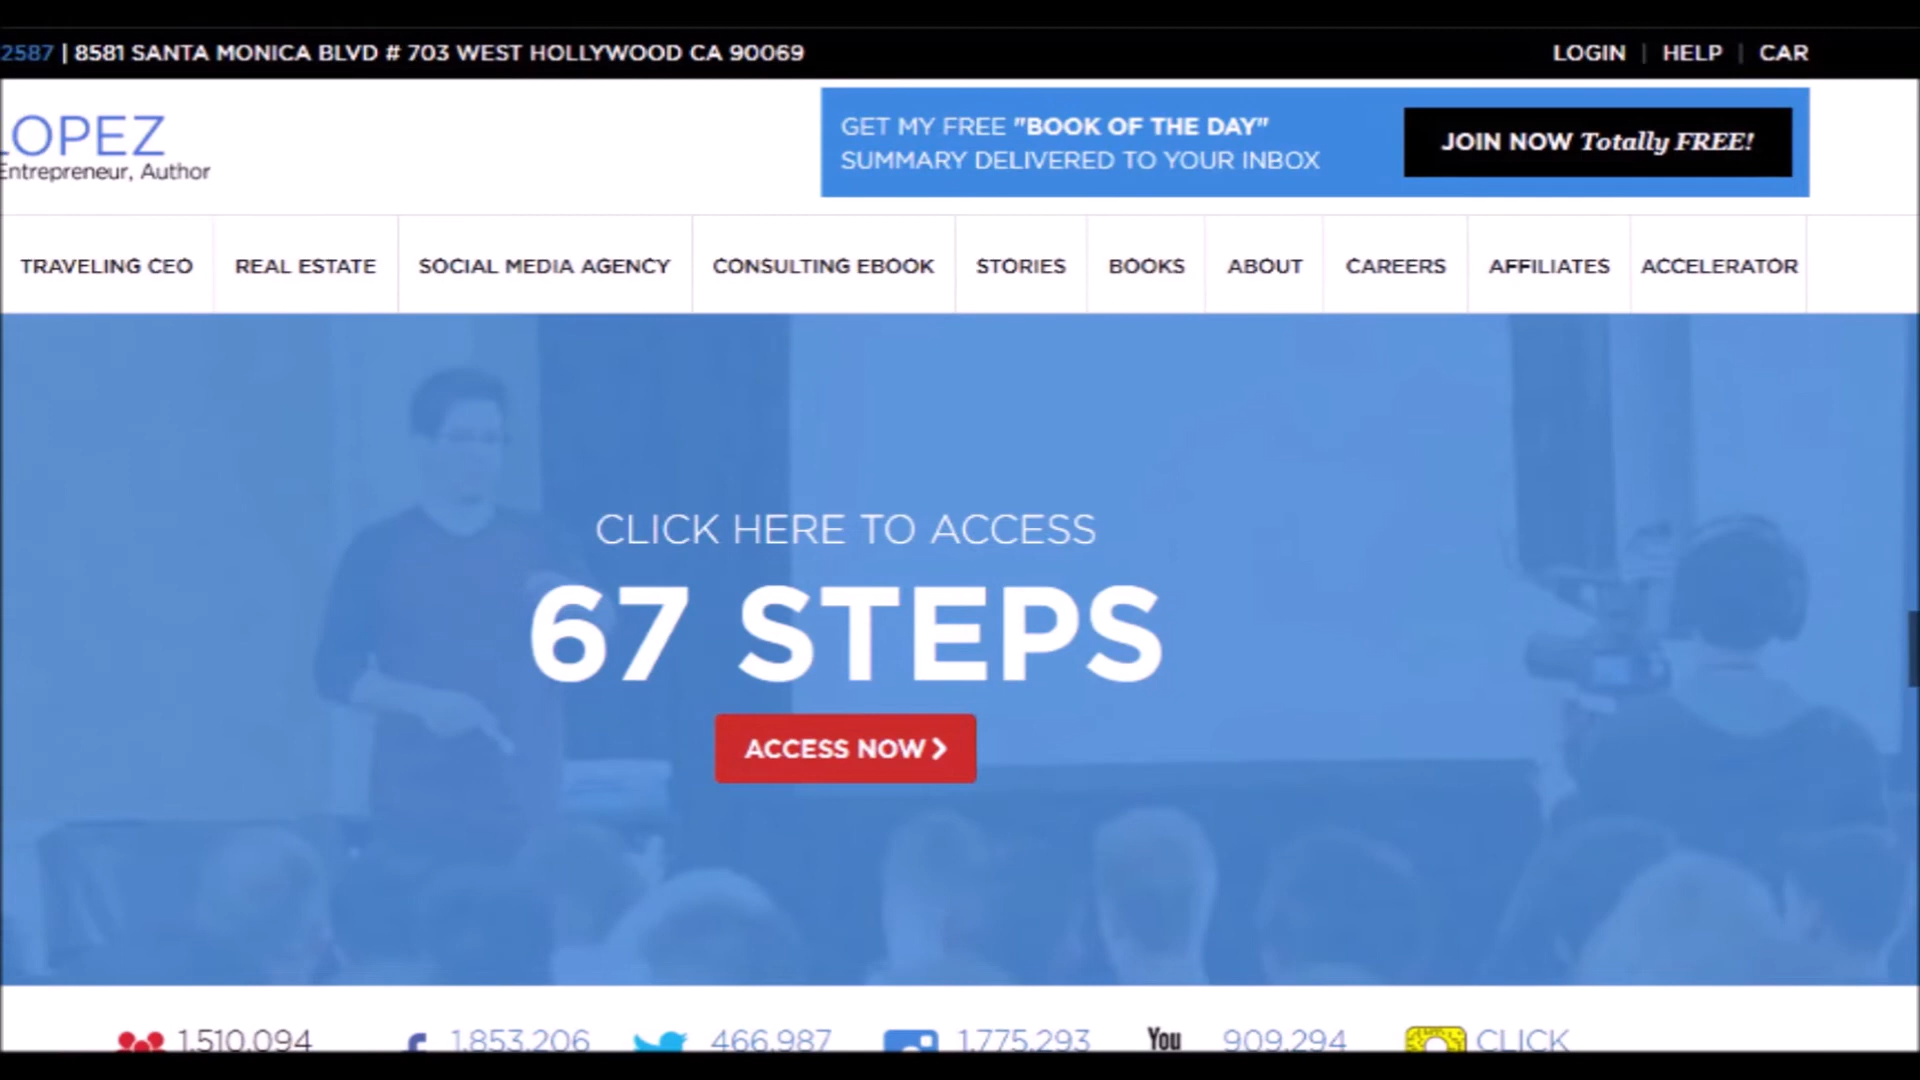 2587 | 8581 SANTA MONICA BLVD # 703 WEST HOLLYWOOD CA 90069
LOGIN | HELP | CAR
LOPEZ
Entrepreneur, Author
GET MY FREE "BOOK OF THE DAY"
SUMMARY DELIVERED TO YOUR INBOX
JOIN NOW Totally FREE!
TRAVELING CEO
REAL ESTATE
SOCIAL MEDIA AGENCY
CONSULTING EBOOK
STORIES
BOOKS
ABOUT
CAREERS
AFFILIATES
ACCELERATOR
CLICK HERE TO ACCESS
67 STEPS
ACCESS NOW
1,510,094
1,853,206
466,987
1,775,293
You
909,294
CLICK